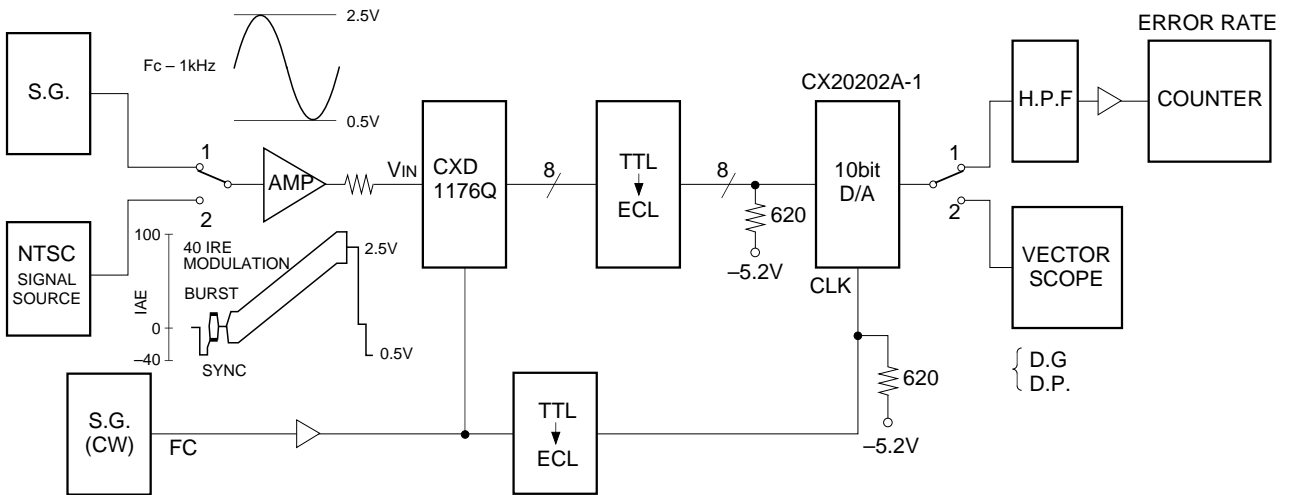 2.5V
Fc – 1kHz
0.5V
S.G.
1
2
AMP
VIN
CXD
1176Q
8
TTL
ECL
8
620
–5.2V
CX20202A-1
10bit
D/A
CLK
1
2
H.P.F
ERROR RATE
COUNTER
VECTOR
SCOPE
D.G
D.P.
NTSC
SIGNAL
SOURCE
100
0
–40
IAE
40 IRE
MODULATION
BURST
SYNC
2.5V
0.5V
S.G.
(CW)
FC
TTL
ECL
620
–5.2V